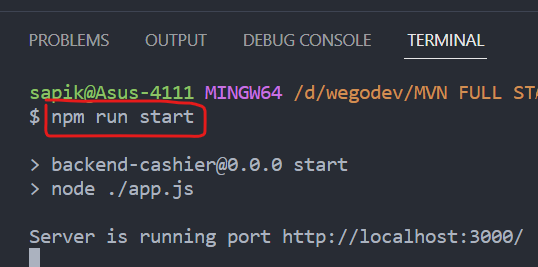 PROBLEMS OUTPUT DEBUG CONSOLE TERMINAL
sapik@Asus-4111 MINGW64 /d/wegodev/MVN FULL STA
$ npm run start
> backend-cashier@0.0.0 start
> node ./app.js
Server is running port http://localhost:3000/